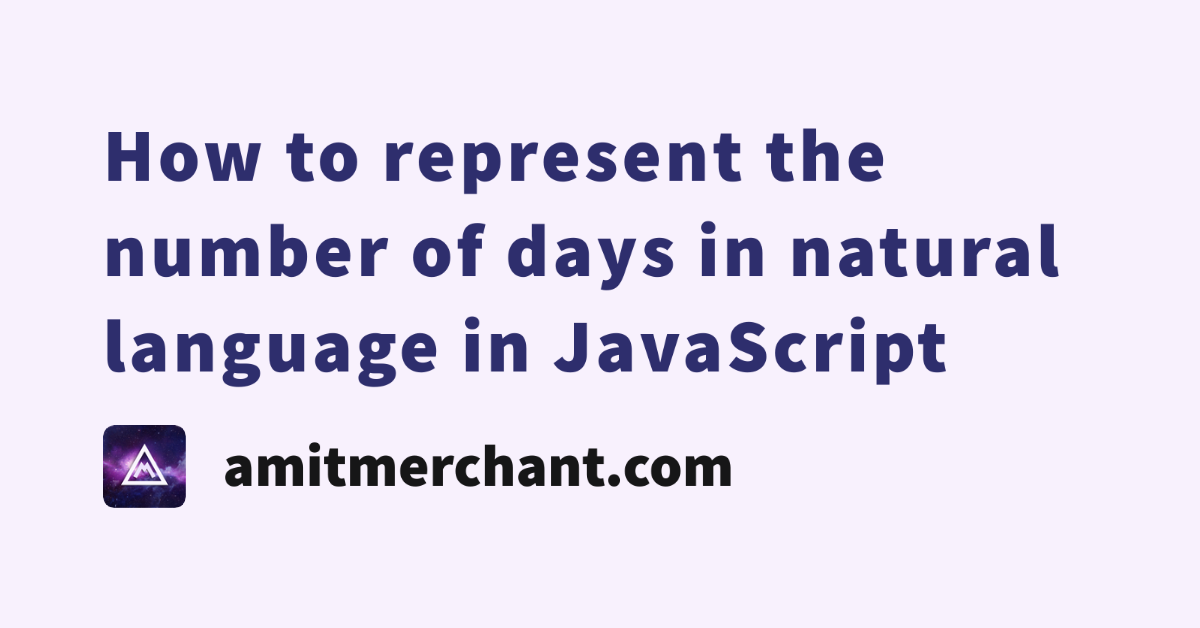 How to represent the
number of days in natural
language in JavaScript
amitmerchant.com